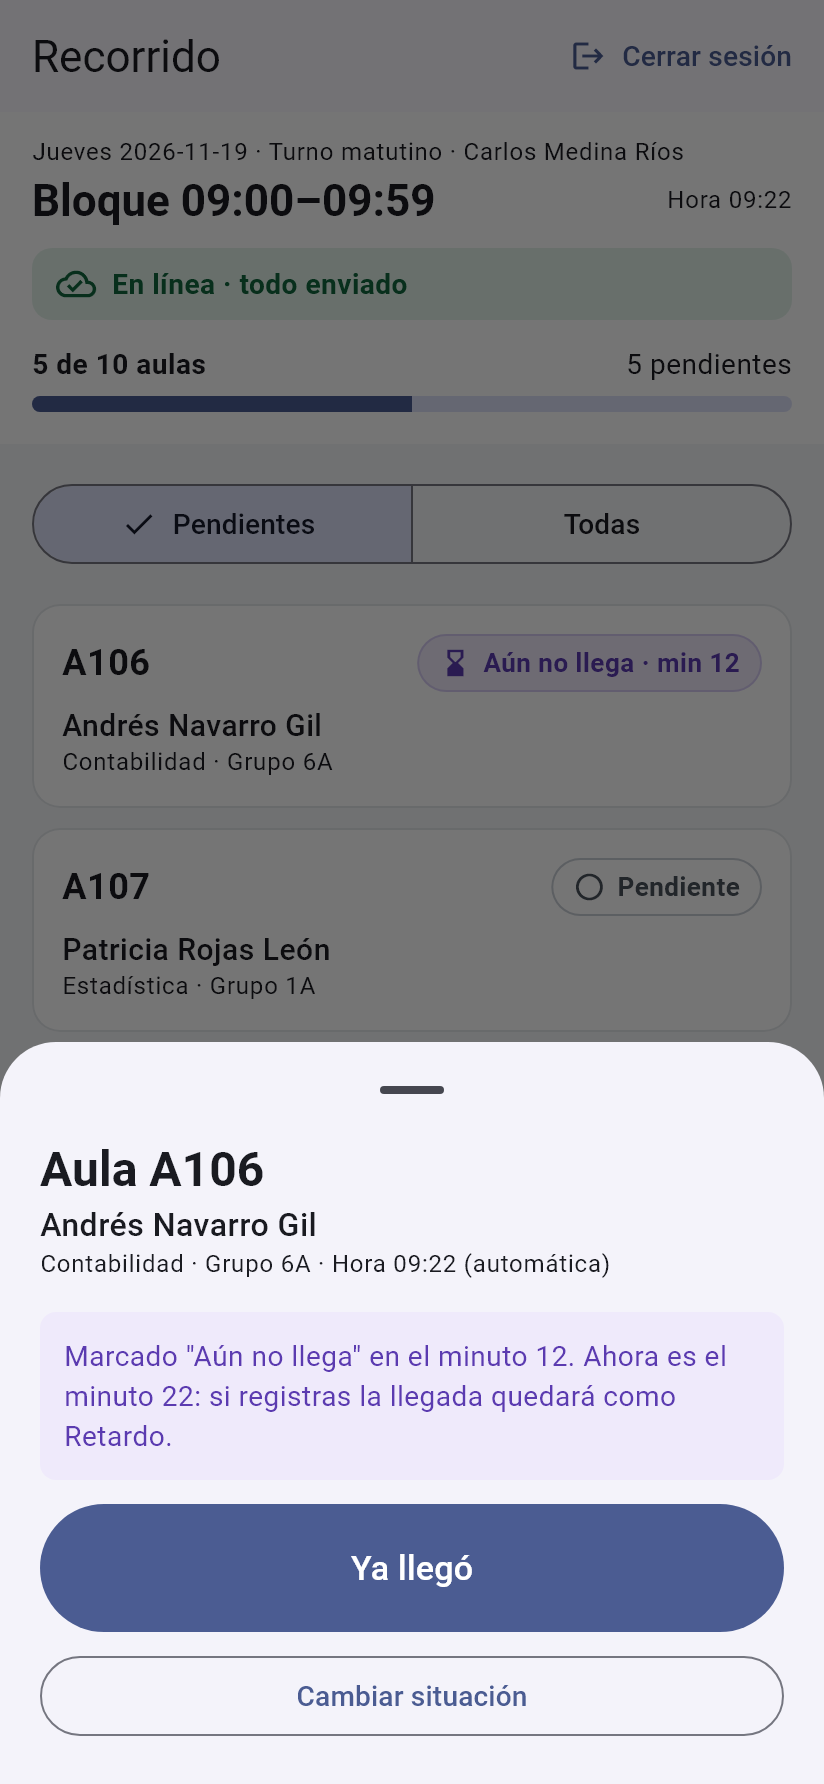 Recorrido
Cerrar sesión
Jueves 2026-11-19 · Turno matutino · Carlos Medina Ríos
Bloque 09:00–09:59
Hora 09:22
En línea · todo enviado
5 de 10 aulas
5 pendientes
Pendientes
Todas
A106
Aún no llega · min 12
Andrés Navarro Gil
Contabilidad · Grupo 6A
A107
Pendiente
Patricia Rojas León
Estadística · Grupo 1A
Aula A106
Andrés Navarro Gil
Contabilidad · Grupo 6A · Hora 09:22 (automática)
Marcado "Aún no llega" en el minuto 12. Ahora es el
minuto 22: si registras la llegada quedará como
Retardo.
Ya llegó
Cambiar situación